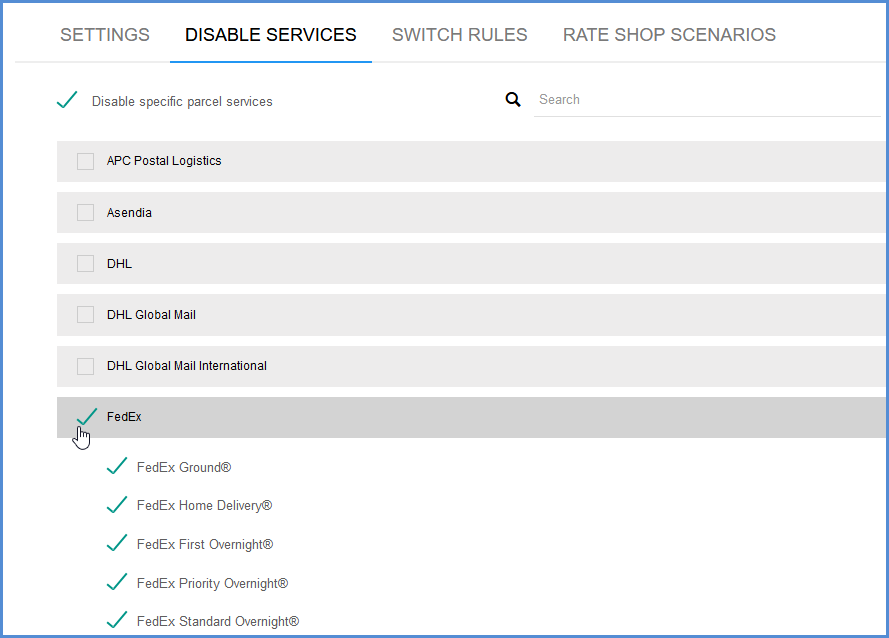 SETTINGS DISABLE SERVICES SWITCH RULES RATE SHOP SCENARIOS
Disable specific parcel services Search
APC Postal Logistics
Asendia
DHL
DHL Global Mail
DHL Global Mail International
FedEx
FedEx Ground®
FedEx Home Delivery®
FedEx First Overnight®
FedEx Priority Overnight®
FedEx Standard Overnight®